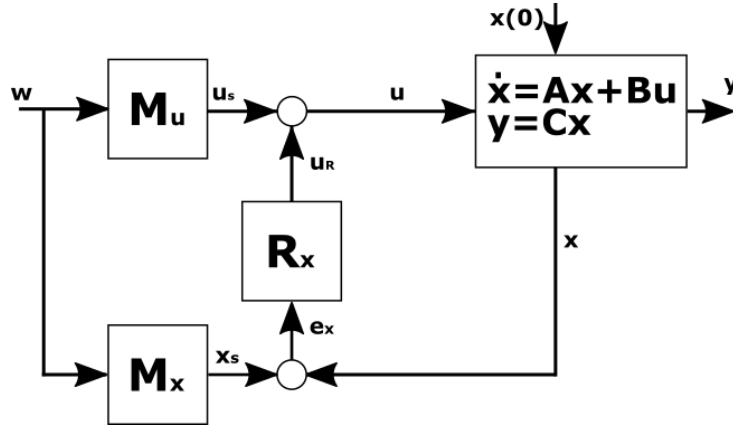 x(0)
w
Mu
us
u
ẋ=Ax+Bu
y=Cx
y
uR
x
Rx
ex
Mx
xs